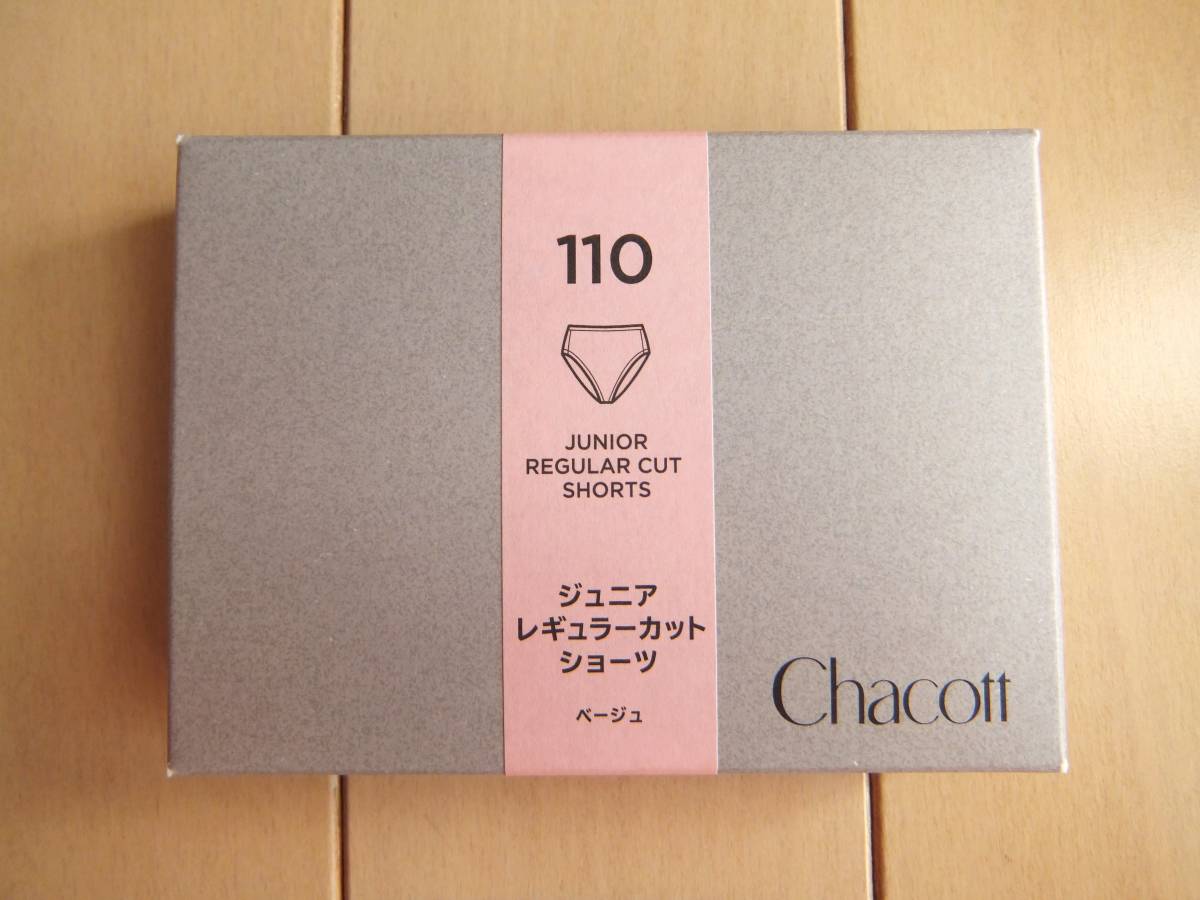 110
JUNIOR
REGULAR CUT
SHORTS
ジュニア
レギュラーカット
ショーツ
ベージュ
Chacott